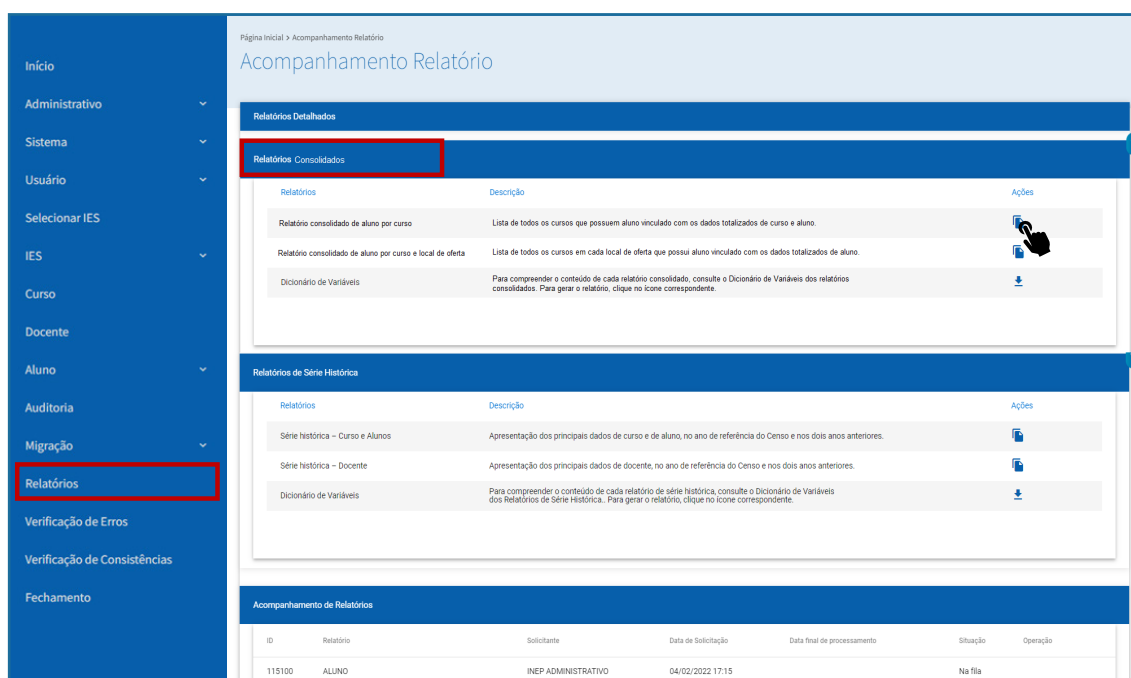 Página Inicial > Acompanhamento Relatório
Acompanhamento Relatório
Início
Administrativo
Sistema
Usuário
Selecionar IES
IES
Curso
Docente
Aluno
Auditoria
Migração
Relatórios
Verificação de Erros
Verificação de Consistências
Fechamento
Relatórios Detalhados
Relatórios Consolidados
Relatórios Descrição Ações
Relatório consolidado de aluno por curso Lista de todos os cursos que possuem aluno vinculado com os dados totalizados de curso e aluno.
Relatório consolidado de aluno por curso e local de oferta Lista de todos os cursos em cada local de oferta que possui aluno vinculado com os dados totalizados de aluno.
Dicionário de Variáveis Para compreender o conteúdo de cada relatório consolidado, consulte o Dicionário de Variáveis dos relatórios
consolidados. Para gerar o relatório, clique no ícone correspondente.
Relatórios de Série Histórica
Relatórios Descrição Ações
Série histórica – Curso e Alunos Apresentação dos principais dados de curso e de aluno, no ano de referência do Censo e nos dois anos anteriores.
Série histórica – Docente Apresentação dos principais dados de docente, no ano de referência do Censo e nos dois anos anteriores.
Dicionário de Variáveis Para compreender o conteúdo de cada relatório de série histórica, consulte o Dicionário de Variáveis
dos Relatórios de Série Histórica.. Para gerar o relatório, clique no ícone correspondente.
Acompanhamento de Relatórios
ID Relatório Solicitante Data de Solicitação Data final de processamento Situação Operação
115100 ALUNO INEP ADMINISTRATIVO 04/02/2022 17:15 Na fila